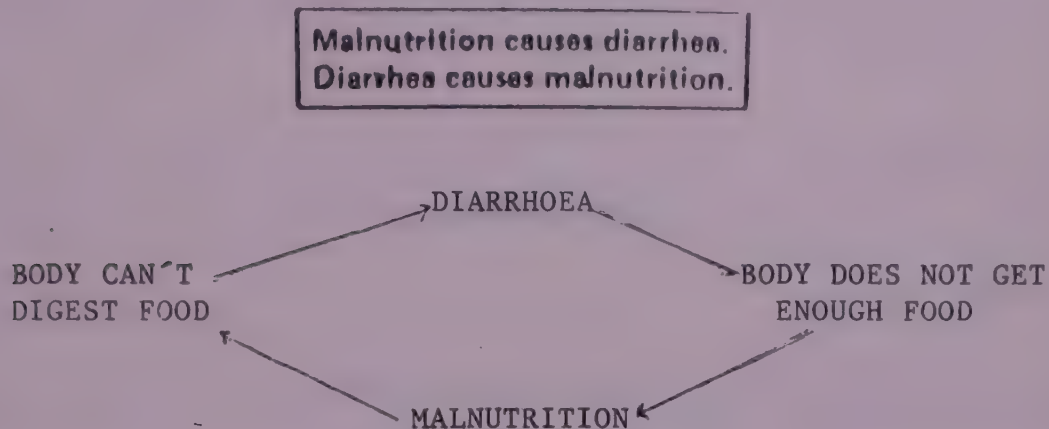 Malnutrition causes diarrhea.
Diarrhea causes malnutrition.
DIARRHOEA
BODY CAN´T
DIGEST FOOD
BODY DOES NOT GET
ENOUGH FOOD
MALNUTRITION